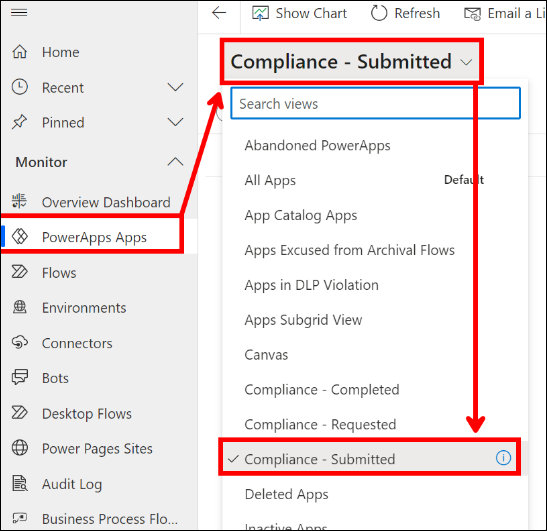 Show Chart
Refresh
Email a Li
Home
Recent
Pinned
Monitor
Overview Dashboard
PowerApps Apps
Flows
Environments
Connectors
Bots
Desktop Flows
Power Pages Sites
Audit Log
Business Process Flo...
Compliance - Submitted
Search views
Abandoned PowerApps
All Apps Default
App Catalog Apps
Apps Excused from Archival Flows
Apps in DLP Violation
Apps Subgrid View
Canvas
Compliance - Completed
Compliance - Requested
Compliance - Submitted
Deleted Apps
Inactive Apps